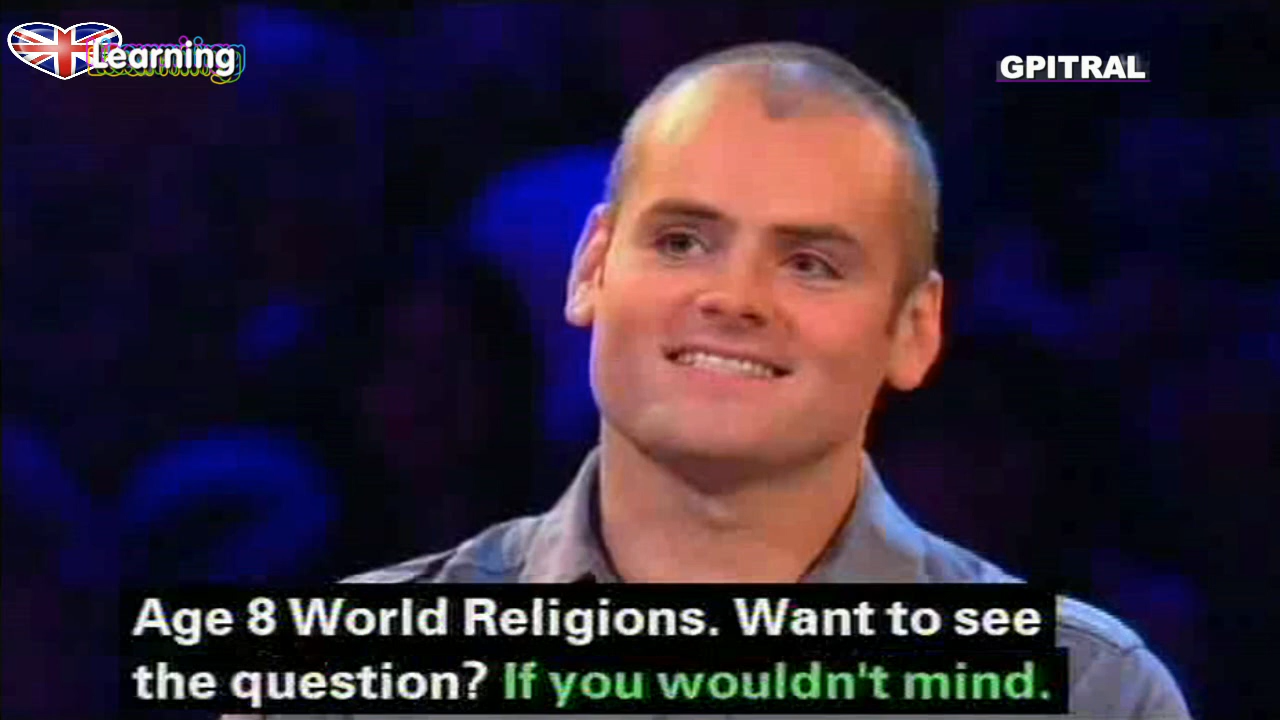 Learning
GPITRAL
Age 8 World Religions. Want to see
the question? If you wouldn't mind.